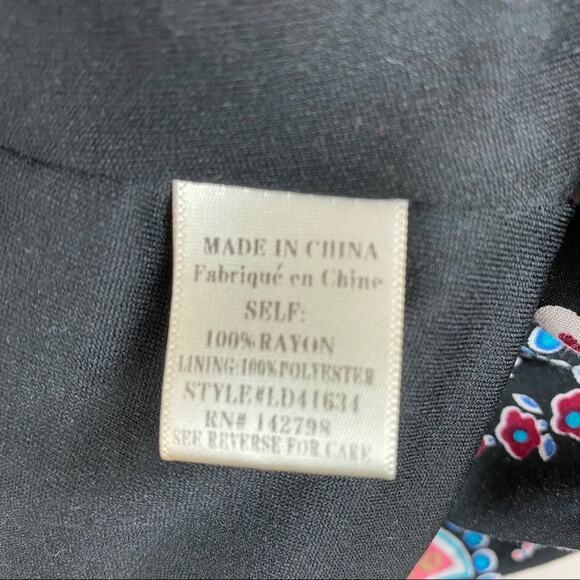 MADE IN CHINA
Fabriqué en Chine
SELF:
100% RAYON
LINING:100% POLYESTER
STYLE#LD41634
RN# 142798
SEE REVERSE FOR CARE